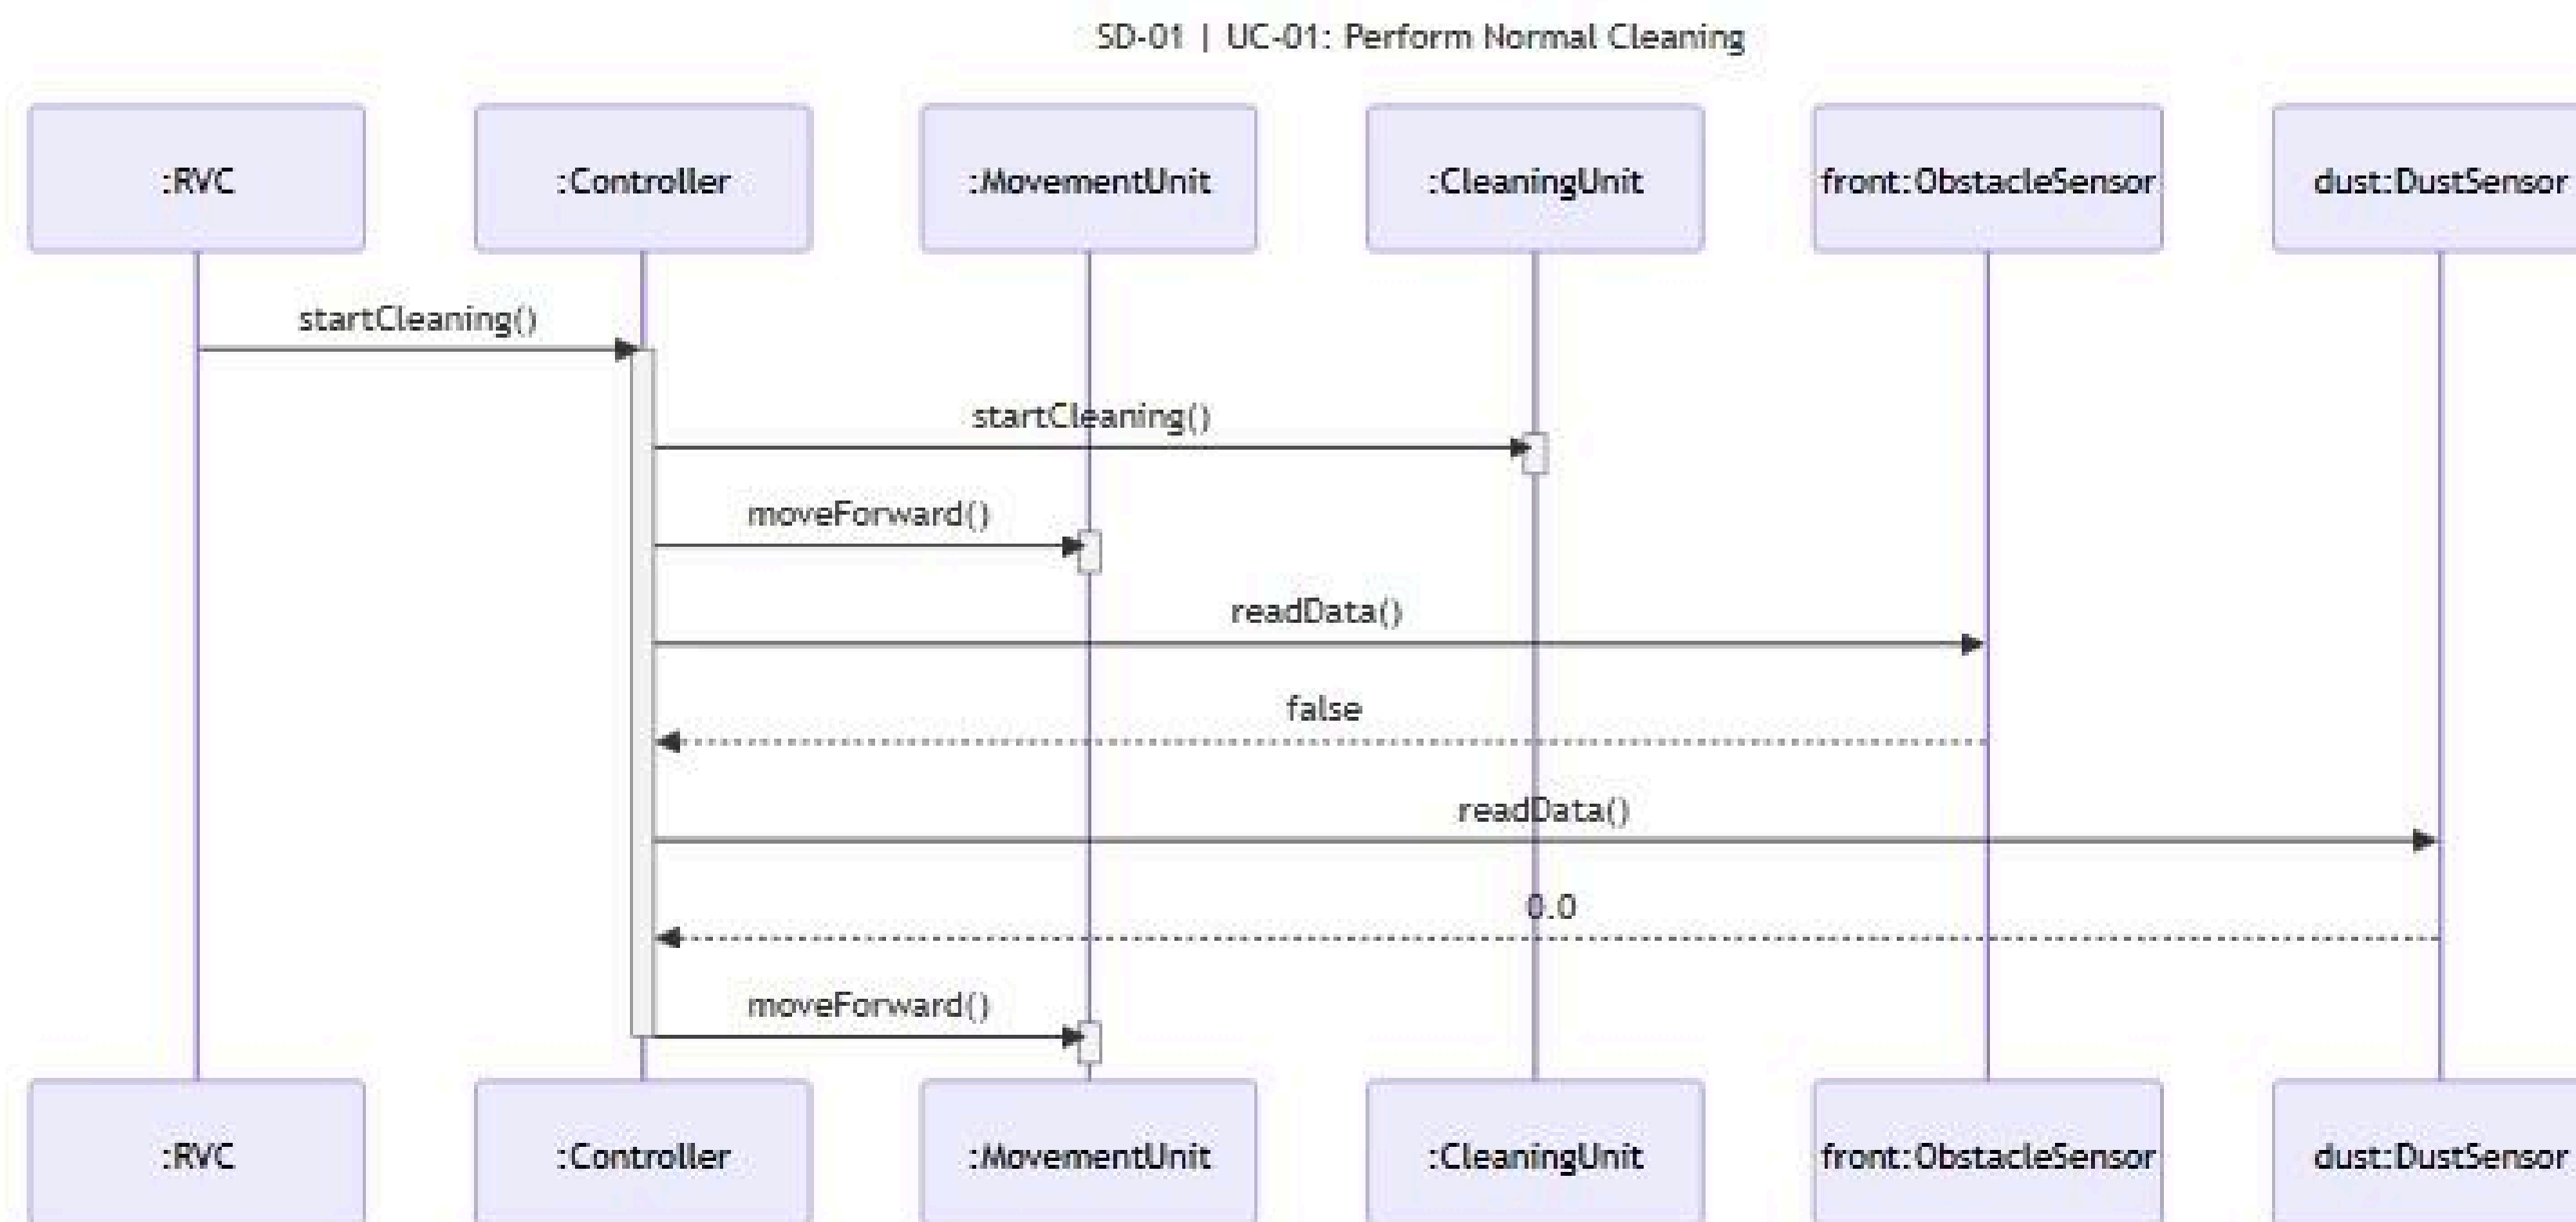 SD-01 | UC-01: Perform Normal Cleaning
:RVC
:Controller
:MovementUnit
:CleaningUnit
front::ObstacleSensor
dust::DustSensor
startCleaning()
startCleaning()
moveForward()
readData()
false
readData()
0.0
moveForward()
:RVC
:Controller
:MovementUnit
:CleaningUnit
front::ObstacleSensor
dust::DustSensor